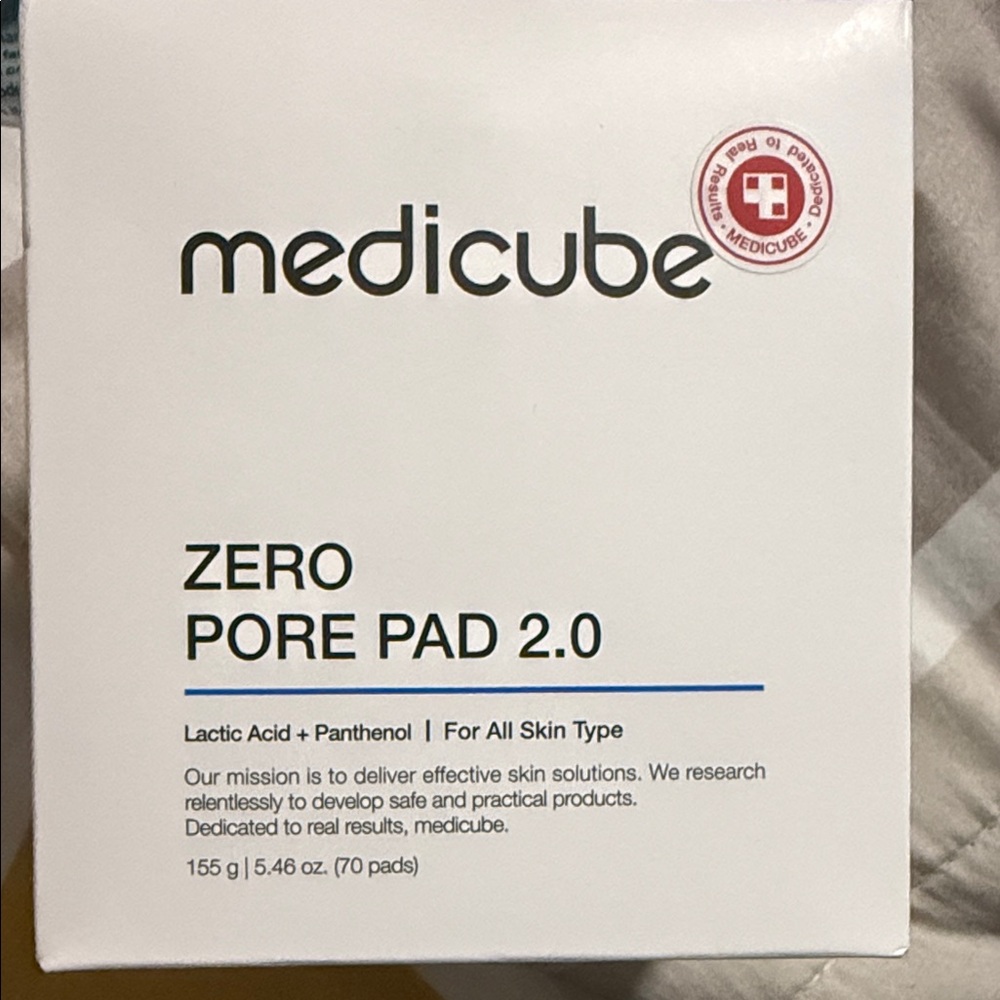 medicube
Dedicated to Real Results • MEDICUBE •
ZERO
PORE PAD 2.0
Lactic Acid + Panthenol | For All Skin Type
Our mission is to deliver effective skin solutions. We research
relentlessly to develop safe and practical products.
Dedicated to real results, medicube.
155 g | 5.46 oz. (70 pads)